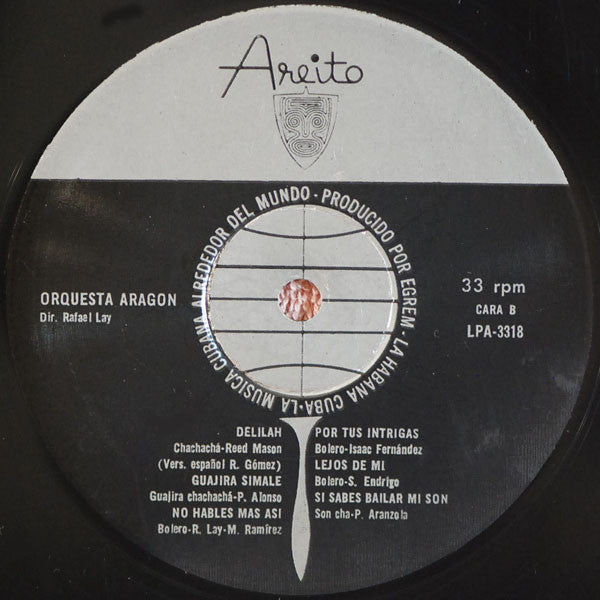 Areito
LA MUSICA CUBANA ALREDEDOR DEL MUNDO - PRODUCIDO POR EGREM - LA HABANA CUBA -
ORQUESTA ARAGON
Dir. Rafael Lay
33 rpm
CARA B
LPA-3318
DELILAH
Chachachá-Reed Mason
(Vers. español R. Gómez)
GUAJIRA SIMALE
Guajira chachachá-P. Alonso
NO HABLES MAS ASI
Bolero-R. Lay-M. Ramírez
POR TUS INTRIGAS
Bolero-Isaac Fernández
LEJOS DE MI
Bolero-S. Endrigo
SI SABES BAILAR MI SON
Son cha-P. Aranzola